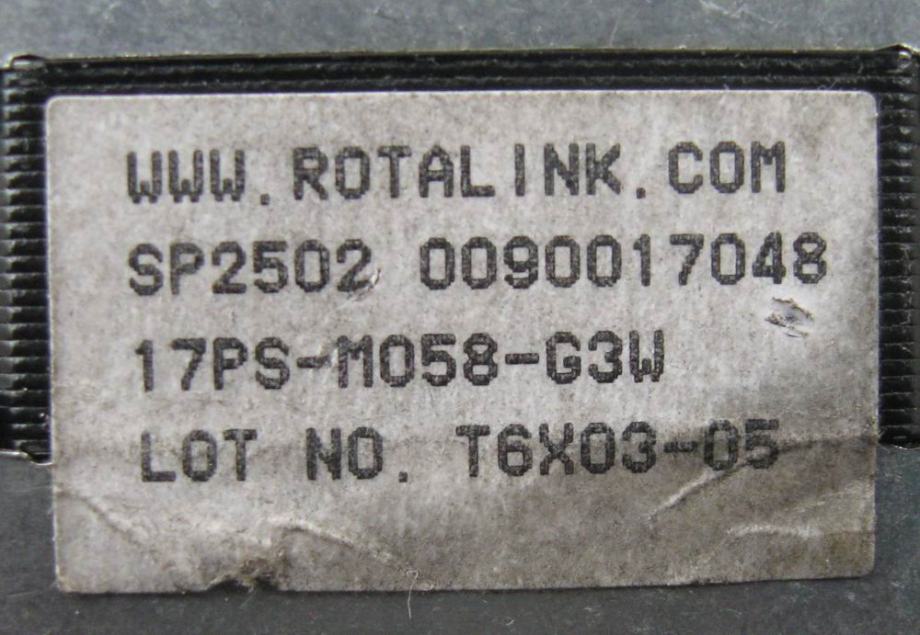 WWW.ROTALINK.COM
SP2502 0090017048
17PS-M058-G3W
LOT NO. T6X03-05